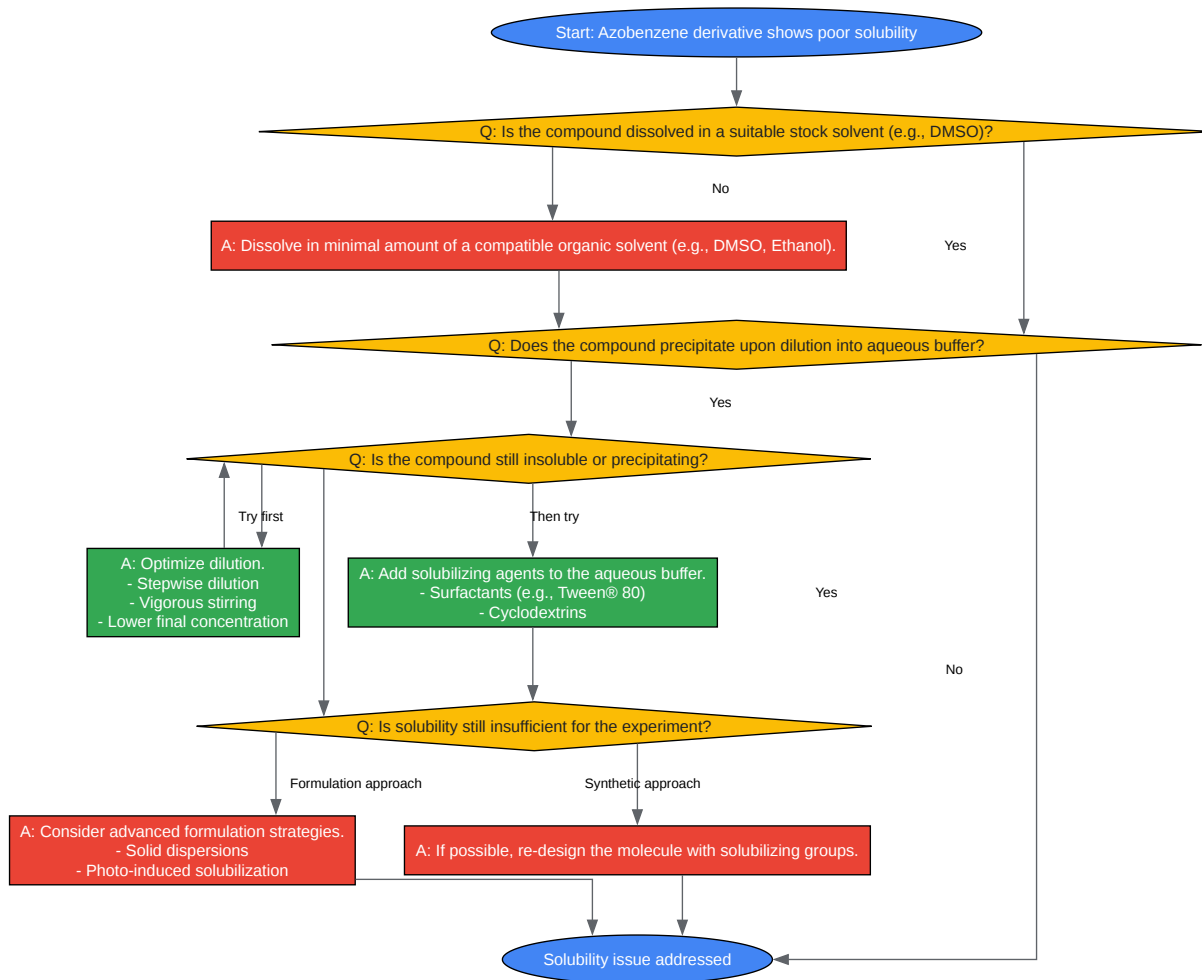 Start: Azobenzene derivative shows poor solubility
Q: Is the compound dissolved in a suitable stock solvent (e.g., DMSO)?
No
A: Dissolve in minimal amount of a compatible organic solvent (e.g., DMSO, Ethanol).
Yes
Q: Does the compound precipitate upon dilution into aqueous buffer?
Yes
Q: Is the compound still insoluble or precipitating?
Try first
Then try
A: Optimize dilution.
- Stepwise dilution
- Vigorous stirring
- Lower final concentration
A: Add solubilizing agents to the aqueous buffer.
- Surfactants (e.g., Tween® 80)
- Cyclodextrins
Yes
No
Q: Is solubility still insufficient for the experiment?
Formulation approach
Synthetic approach
A: Consider advanced formulation strategies.
- Solid dispersions
- Photo-induced solubilization
A: If possible, re-design the molecule with solubilizing groups.
Solubility issue addressed